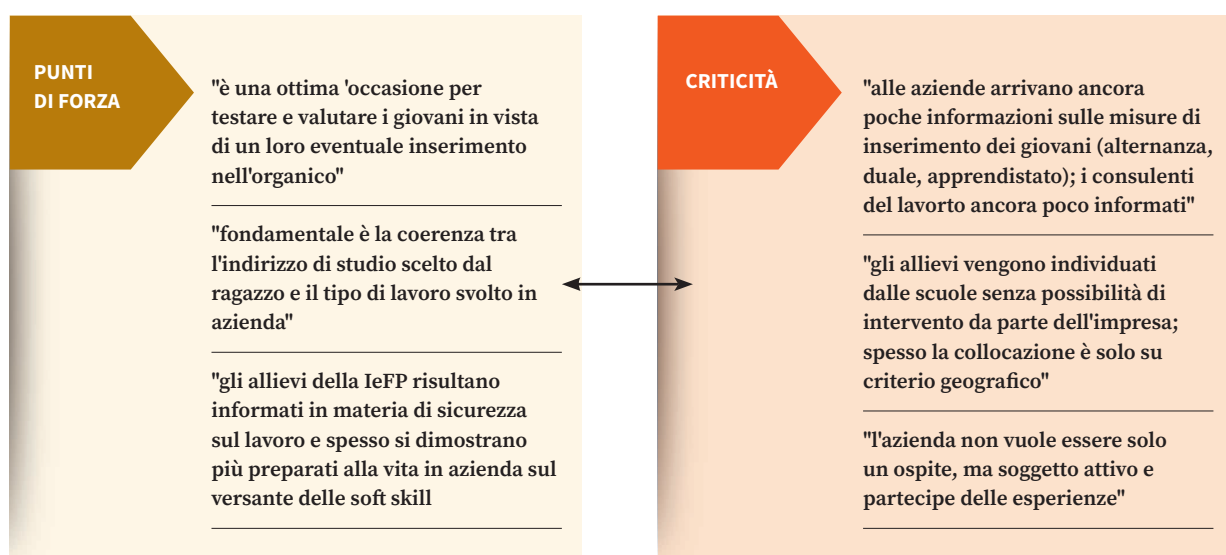 PUNTI
DI FORZA
"è una ottima 'occasione per
testare e valutare i giovani in vista
di un loro eventuale inserimento
nell'organico"
"fondamentale è la coerenza tra
l'indirizzo di studio scelto dal
ragazzo e il tipo di lavoro svolto in
azienda"
"gli allievi della IeFP risultano
informati in materia di sicurezza
sul lavoro e spesso si dimostrano
più preparati alla vita in azienda sul
versante delle soft skill
CRITICITÀ
"alle aziende arrivano ancora
poche informazioni sulle misure di
inserimento dei giovani (alternanza,
duale, apprendistato); i consulenti
del lavorto ancora poco informati"
"gli allievi vengono individuati
dalle scuole senza possibilità di
intervento da parte dell'impresa;
spesso la collocazione è solo su
criterio geografico"
"l'azienda non vuole essere solo
un ospite, ma soggetto attivo e
partecipe delle esperienze"